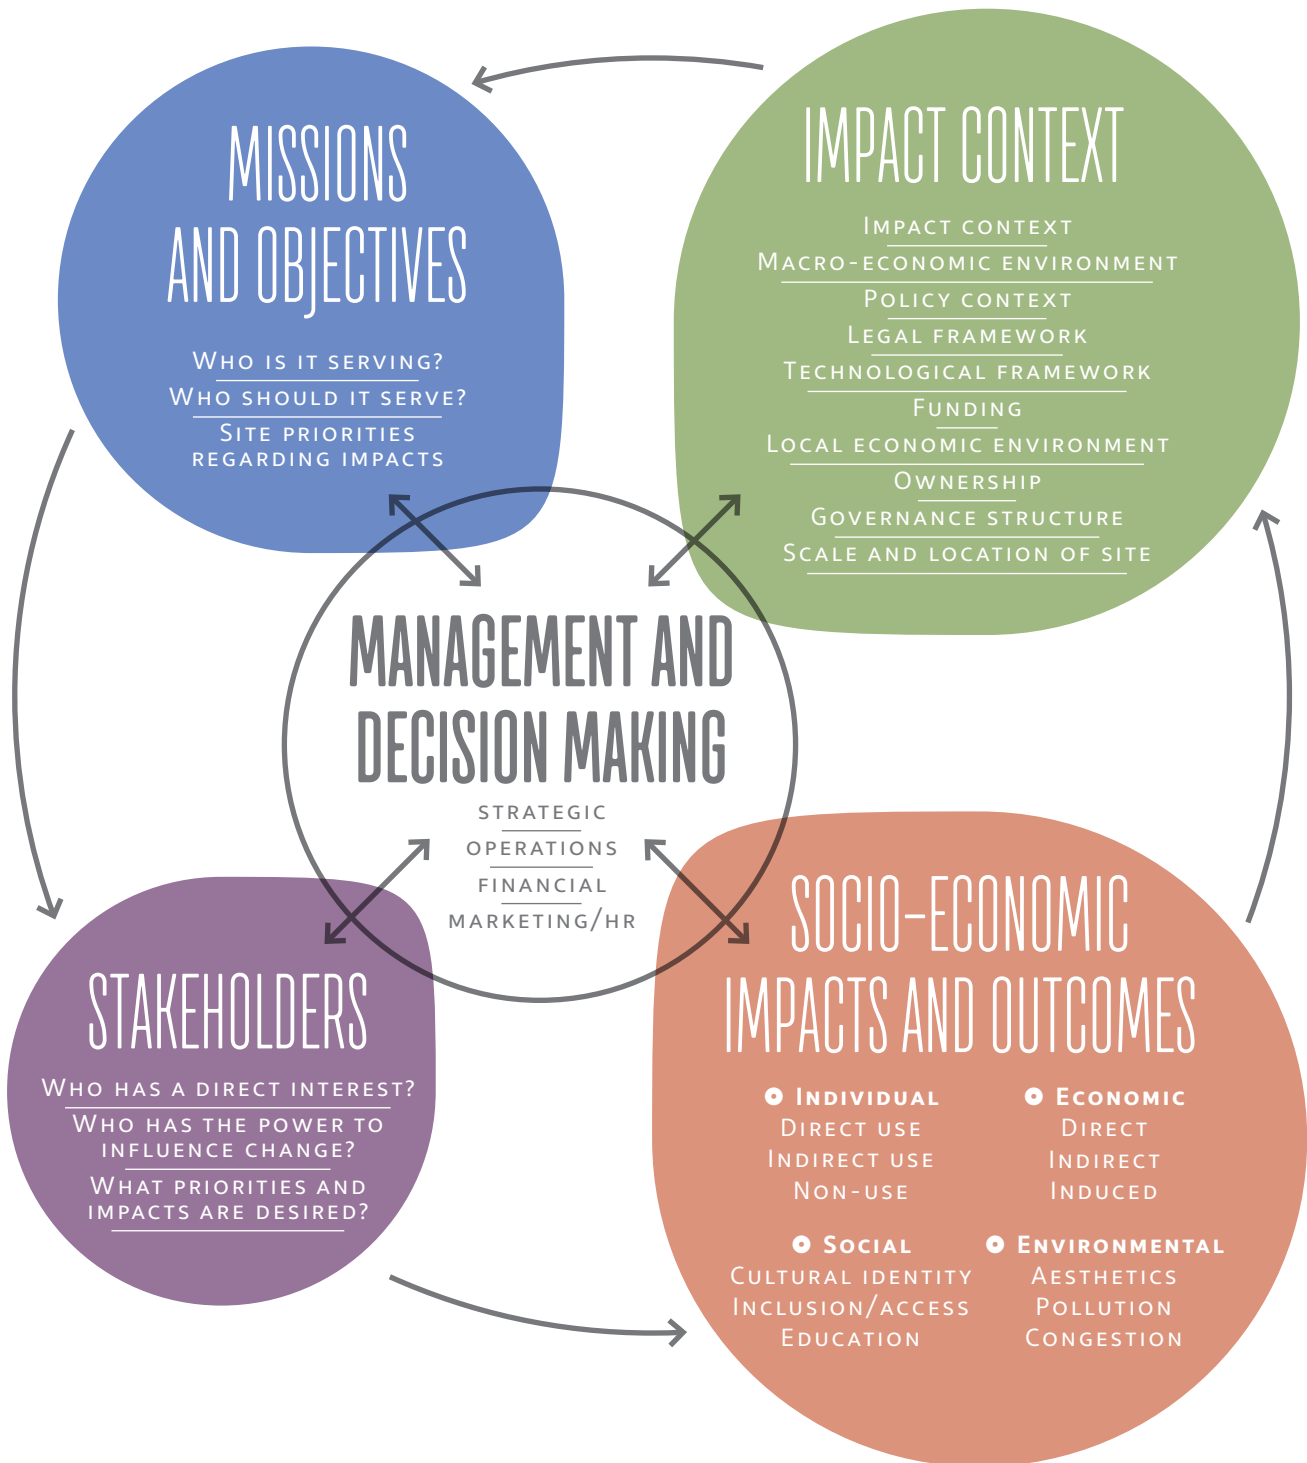 MISSIONS
AND OBJECTIVES
Who is it serving?
Who should it serve?
Site priorities
regarding impacts
IMPACT CONTEXT
Impact context
Macro-economic environment
Policy context
Legal framework
Technological framework
Funding
Local economic environment
Ownership
Governance structure
Scale and location of site
MANAGEMENT AND
DECISION MAKING
strategic
operations
financial
marketing/hr
STAKEHOLDERS
Who has a direct interest?
Who has the power to
influence change?
What priorities and
impacts are desired?
SOCIO-ECONOMIC
IMPACTS AND OUTCOMES
Individual
Direct use
Indirect use
Non-use
Economic
Direct
Indirect
Induced
Social
Cultural identity
Inclusion/access
Education
Environmental
Aesthetics
Pollution
Congestion